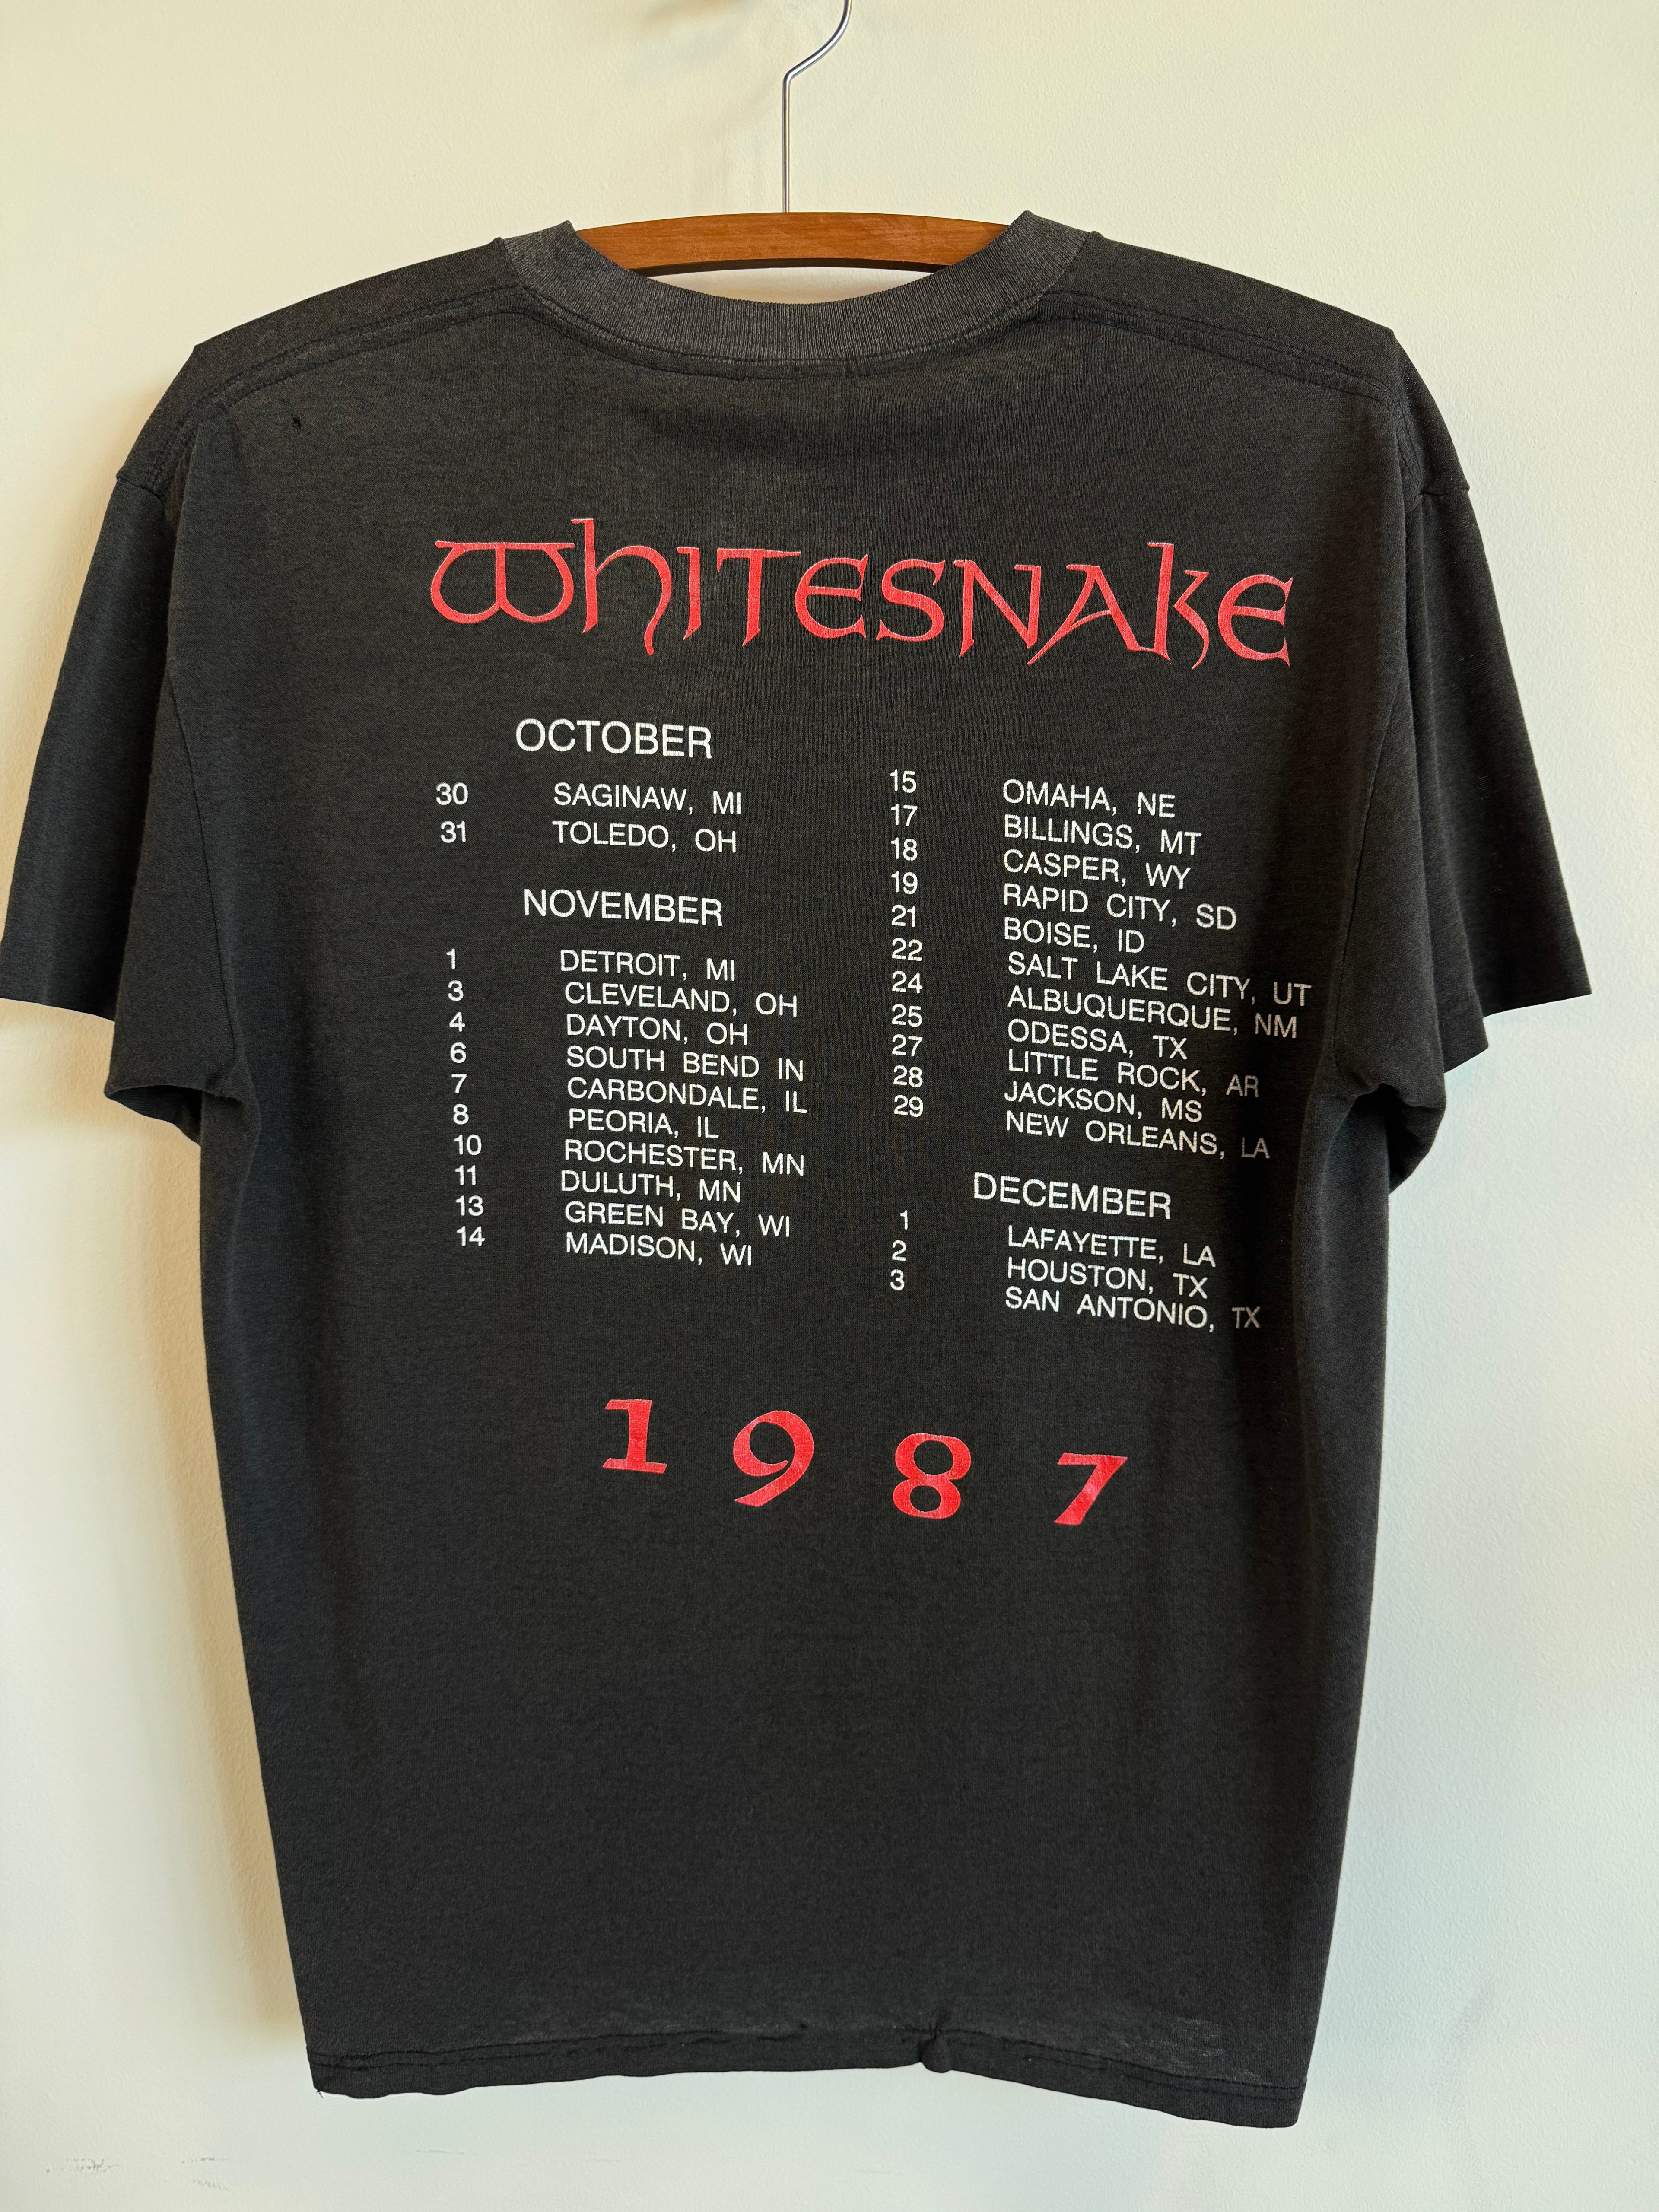 WHITESNAKE
OCTOBER
30 SAGINAW, MI
31 TOLEDO, OH
NOVEMBER
1 DETROIT, MI
3 CLEVELAND, OH
4 DAYTON, OH
6 SOUTH BEND IN
7 CARBONDALE, IL
8 PEORIA, IL
10 ROCHESTER, MN
11 DULUTH, MN
13 GREEN BAY, WI
14 MADISON, WI
15 OMAHA, NE
17 BILLINGS, MT
18 CASPER, WY
19 RAPID CITY, SD
21 BOISE, ID
22 SALT LAKE CITY, UT
24 ALBUQUERQUE, NM
25 ODESSA, TX
27 LITTLE ROCK, AR
28 JACKSON, MS
29 NEW ORLEANS, LA
DECEMBER
1 LAFAYETTE, LA
2 HOUSTON, TX
3 SAN ANTONIO, TX
1987